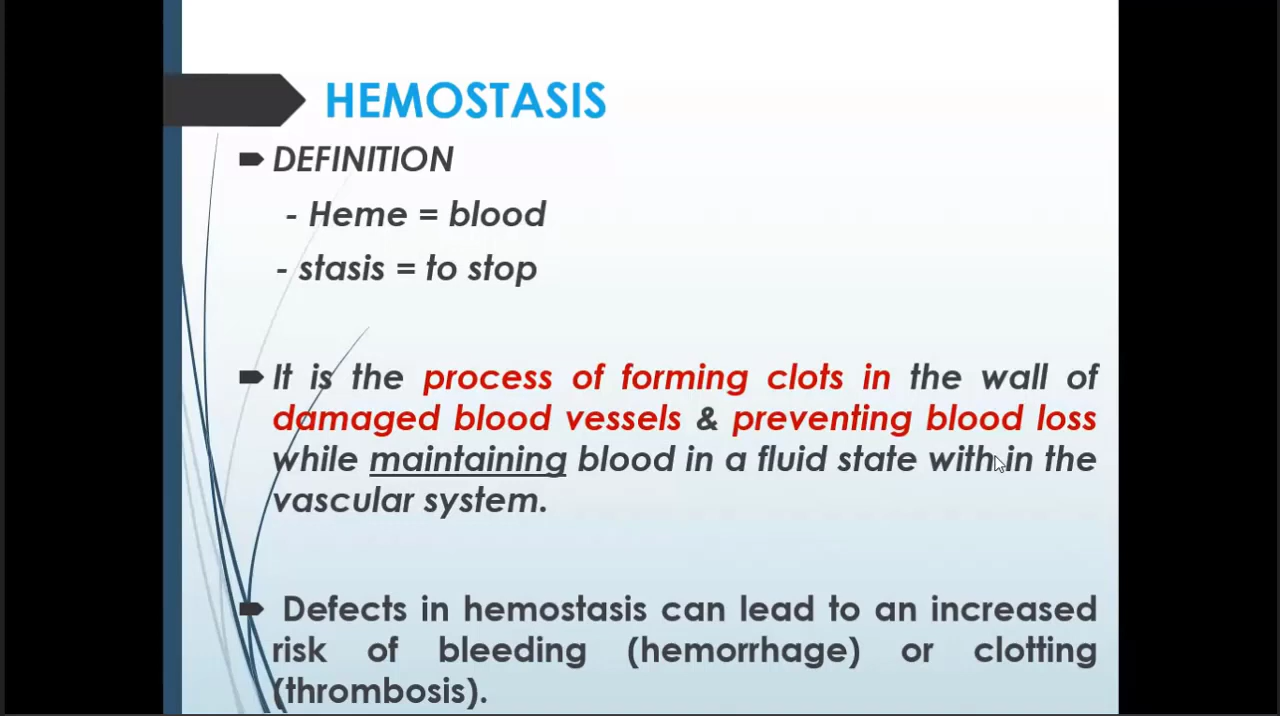 HEMOSTASIS
DEFINITION
- Heme = blood
- stasis = to stop
It is the process of forming clots in the wall of
damaged blood vessels & preventing blood loss
while maintaining blood in a fluid state with in the
vascular system.
Defects in hemostasis can lead to an increased
risk of bleeding (hemorrhage) or clotting
(thrombosis).